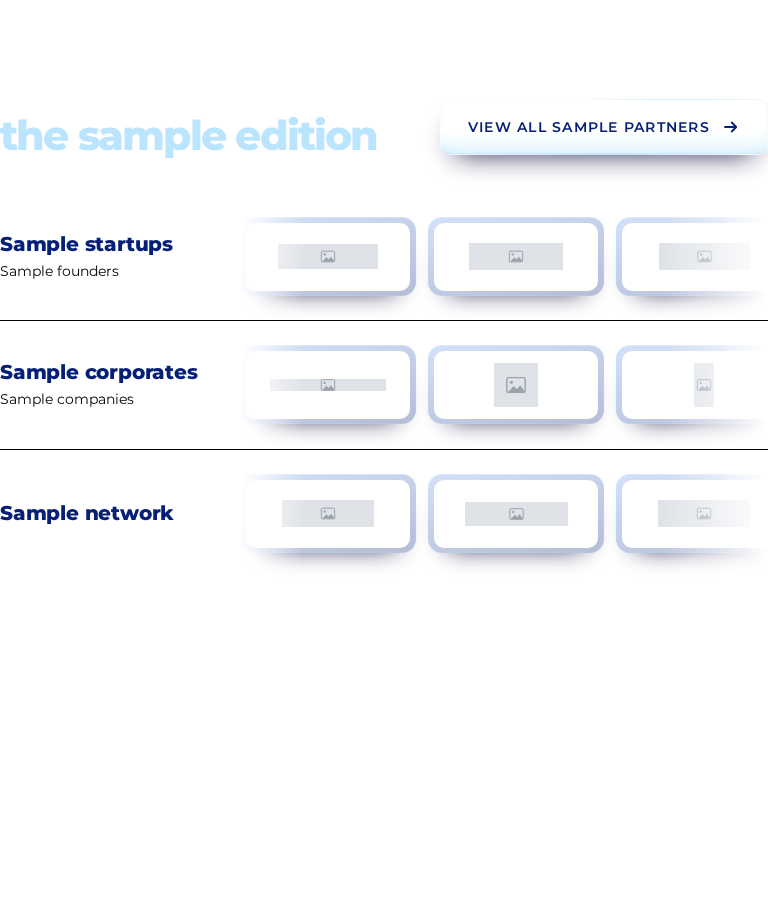 the sample edition
VIEW ALL SAMPLE PARTNERS
Sample startups
Sample founders
Sample corporates
Sample companies
Sample network